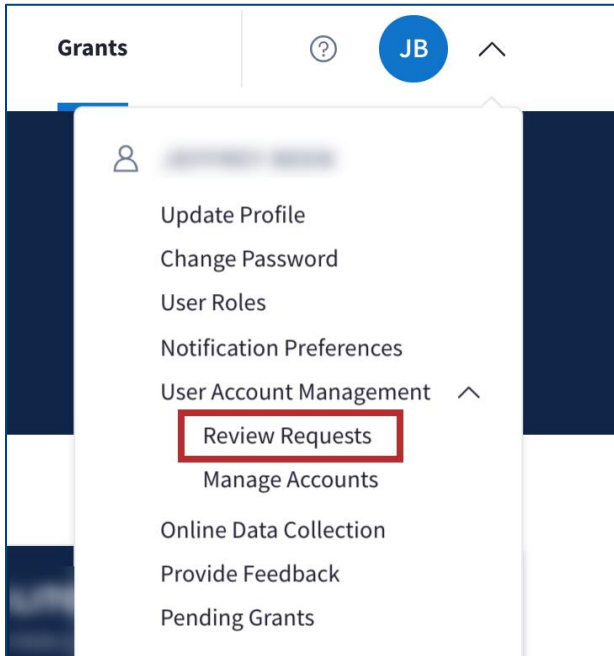 Grants
?
JB
Update Profile
Change Password
User Roles
Notification Preferences
User Account Management
Review Requests
Manage Accounts
Online Data Collection
Provide Feedback
Pending Grants